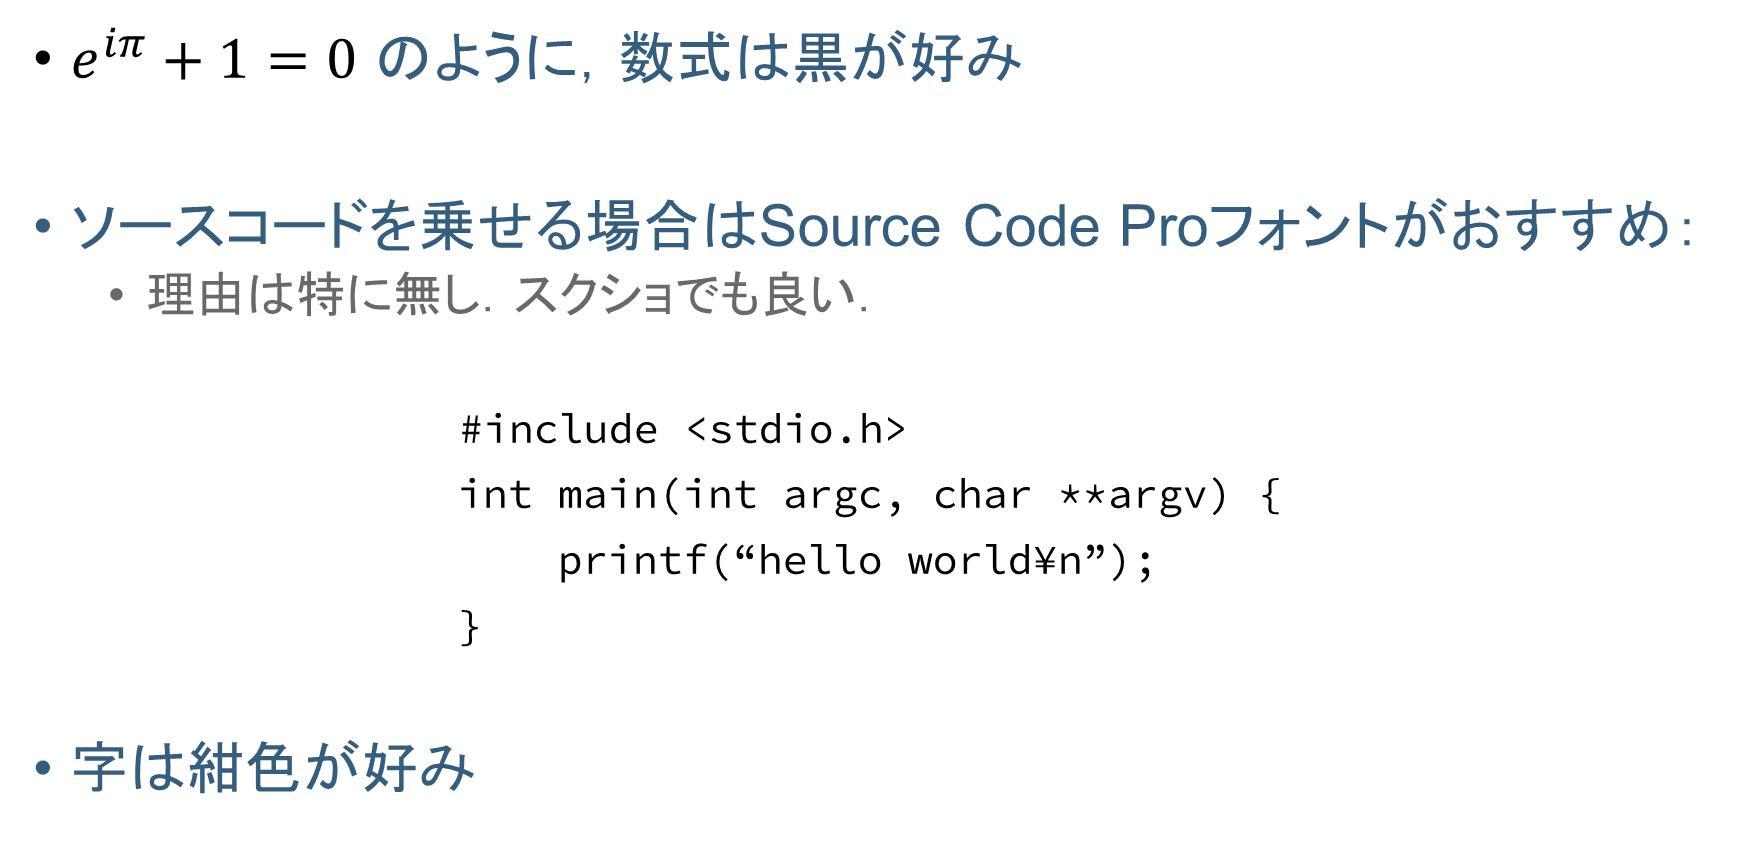 • e^{iπ} + 1 = 0 のように，数式は黒が好み
• ソースコードを乗せる場合はSource Code Proフォントがおすすめ：
• 理由は特に無し．スクショでも良い．
#include <stdio.h>
int main(int argc, char **argv) {
    printf(“hello world¥n”);
}
• 字は紺色が好み